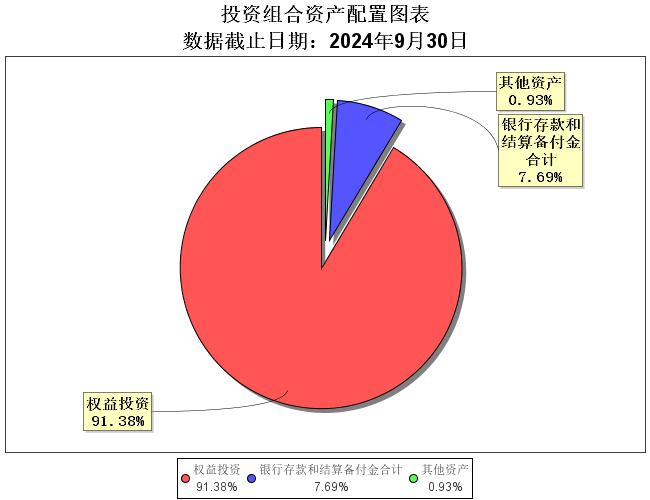 投资组合资产配置图表
数据截止日期：2024年9月30日
其他资产
0.93%
银行存款和
结算备付金
合计
7.69%
权益投资
91.38%
权益投资 银行存款和结算备付金合计 其他资产
91.38% 7.69% 0.93%